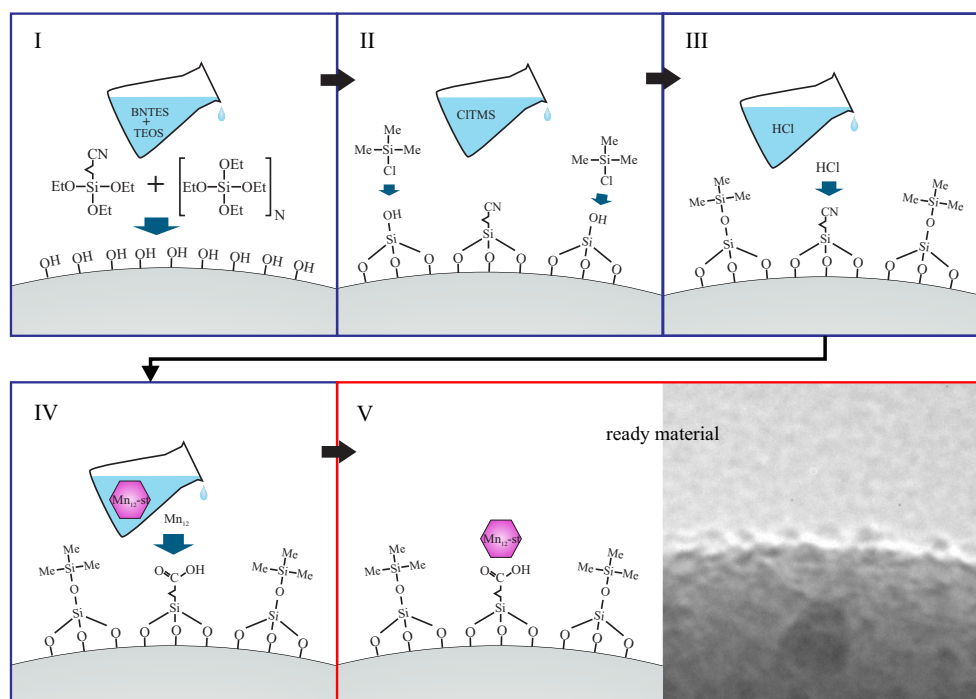 I
BNTES
+
TEOS
CN
EtO Si OEt
OEt
+
OEt
EtO Si OEt
OEt
N
OH OH OH OH OH OH OH OH OH
II
ClTMS
Me
Me Si Me
Cl
Me
Me Si Me
Cl
OH CN OH
Si Si Si
O O O O O O O O O
III
HCl
HCl
Me
Me Si Me
O
Si
CN
Si
Me
Me Si Me
O
Si
O O O O O O O O O
IV
Mn12-st
Mn12
Me
Me Si Me
O
Si
O C OH
Si
Me
Me Si Me
O
Si
O O O O O O O O O
V
ready material
Mn12-st
Me
Me Si Me
O
Si
O C OH
Si
Me
Me Si Me
O
Si
O O O O O O O O O